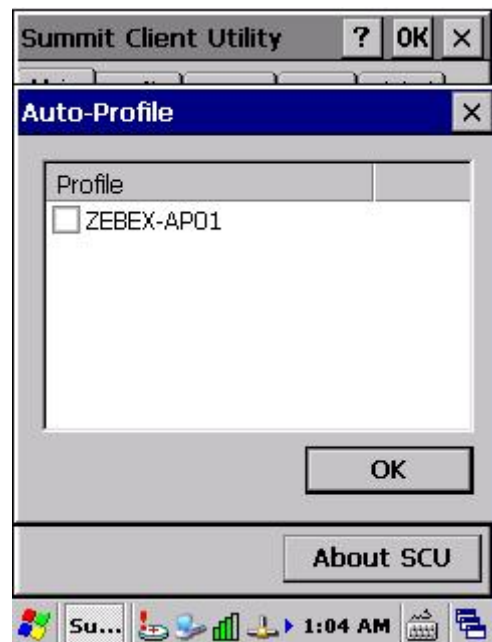 Summit Client Utility ? OK ×
Auto-Profile ×
Profile
ZEBEX-AP01
OK
About SCU
Su... 1:04 AM